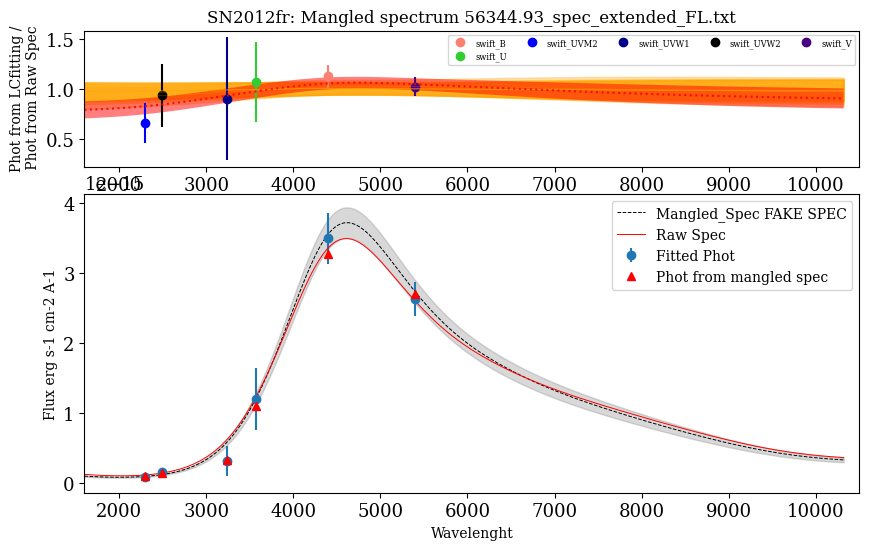 SN2012fr: Mangled spectrum 56344.93_spec_extended_FL.txt
Phot from LCfitting /
Phot from Raw Spec
1.5
1.0
0.5
swift_B
swift_UVM2
swift_UVW1
swift_UVW2
swift_V
swift_U
2000 3000 4000 5000 6000 7000 8000 9000 10000
1e−15
Flux erg s-1 cm-2 A-1
4
3
2
1
0
Mangled_Spec FAKE SPEC
Raw Spec
Fitted Phot
Phot from mangled spec
2000 3000 4000 5000 6000 7000 8000 9000 10000
Wavelenght